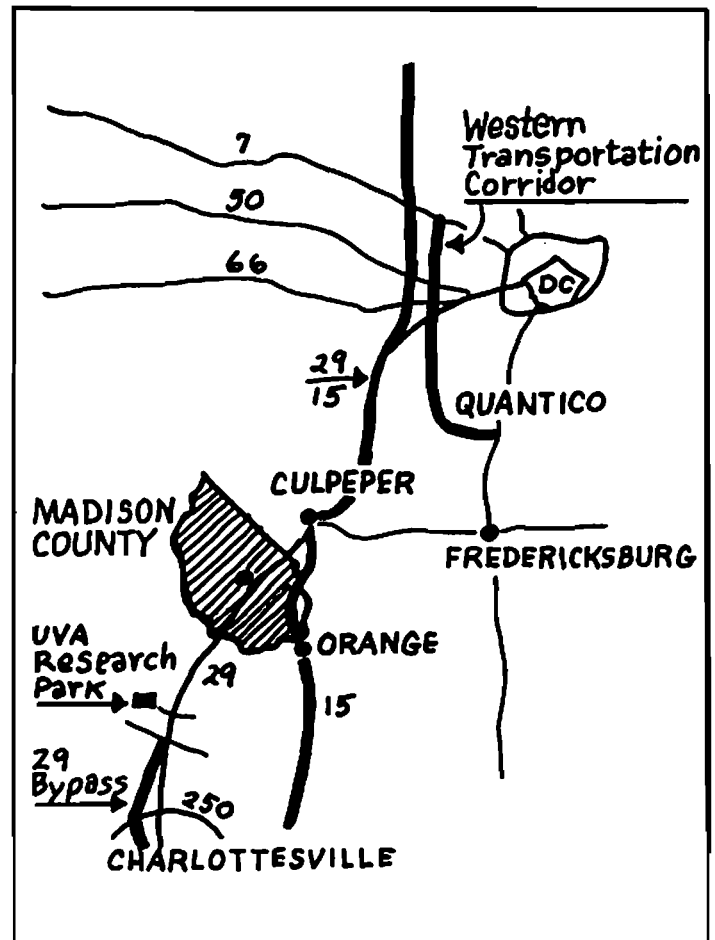 7
Western
Transportation
Corridor
50
66
DC
29
15
QUANTICO
CULPEPER
MADISON
COUNTY
FREDERICKSBURG
UVA
Research
Park
ORANGE
29
15
29
Bypass
250
CHARLOTTESVILLE